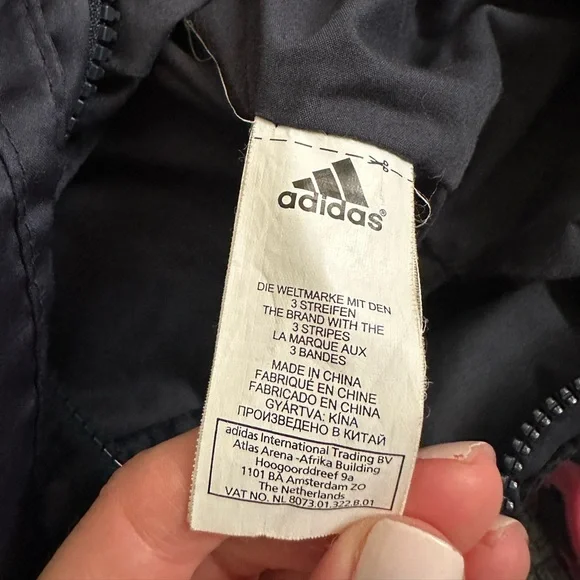 adidas®
DIE WELTMARKE MIT DEN
3 STREIFEN
THE BRAND WITH THE
3 STRIPES
LA MARQUE AUX
3 BANDES
MADE IN CHINA
FABRIQUÉ EN CHINE
FABRICADO EN CHINA
GYÁRTVA: KÍNA
ПРОИЗВЕДЕНО В КИТАЙ
adidas International Trading BV
Atlas Arena -Afrika Building
Hoogoorddreef 9a
1101 BA Amsterdam ZO
The Netherlands
VAT NO. NL 8073.01.322.B.01